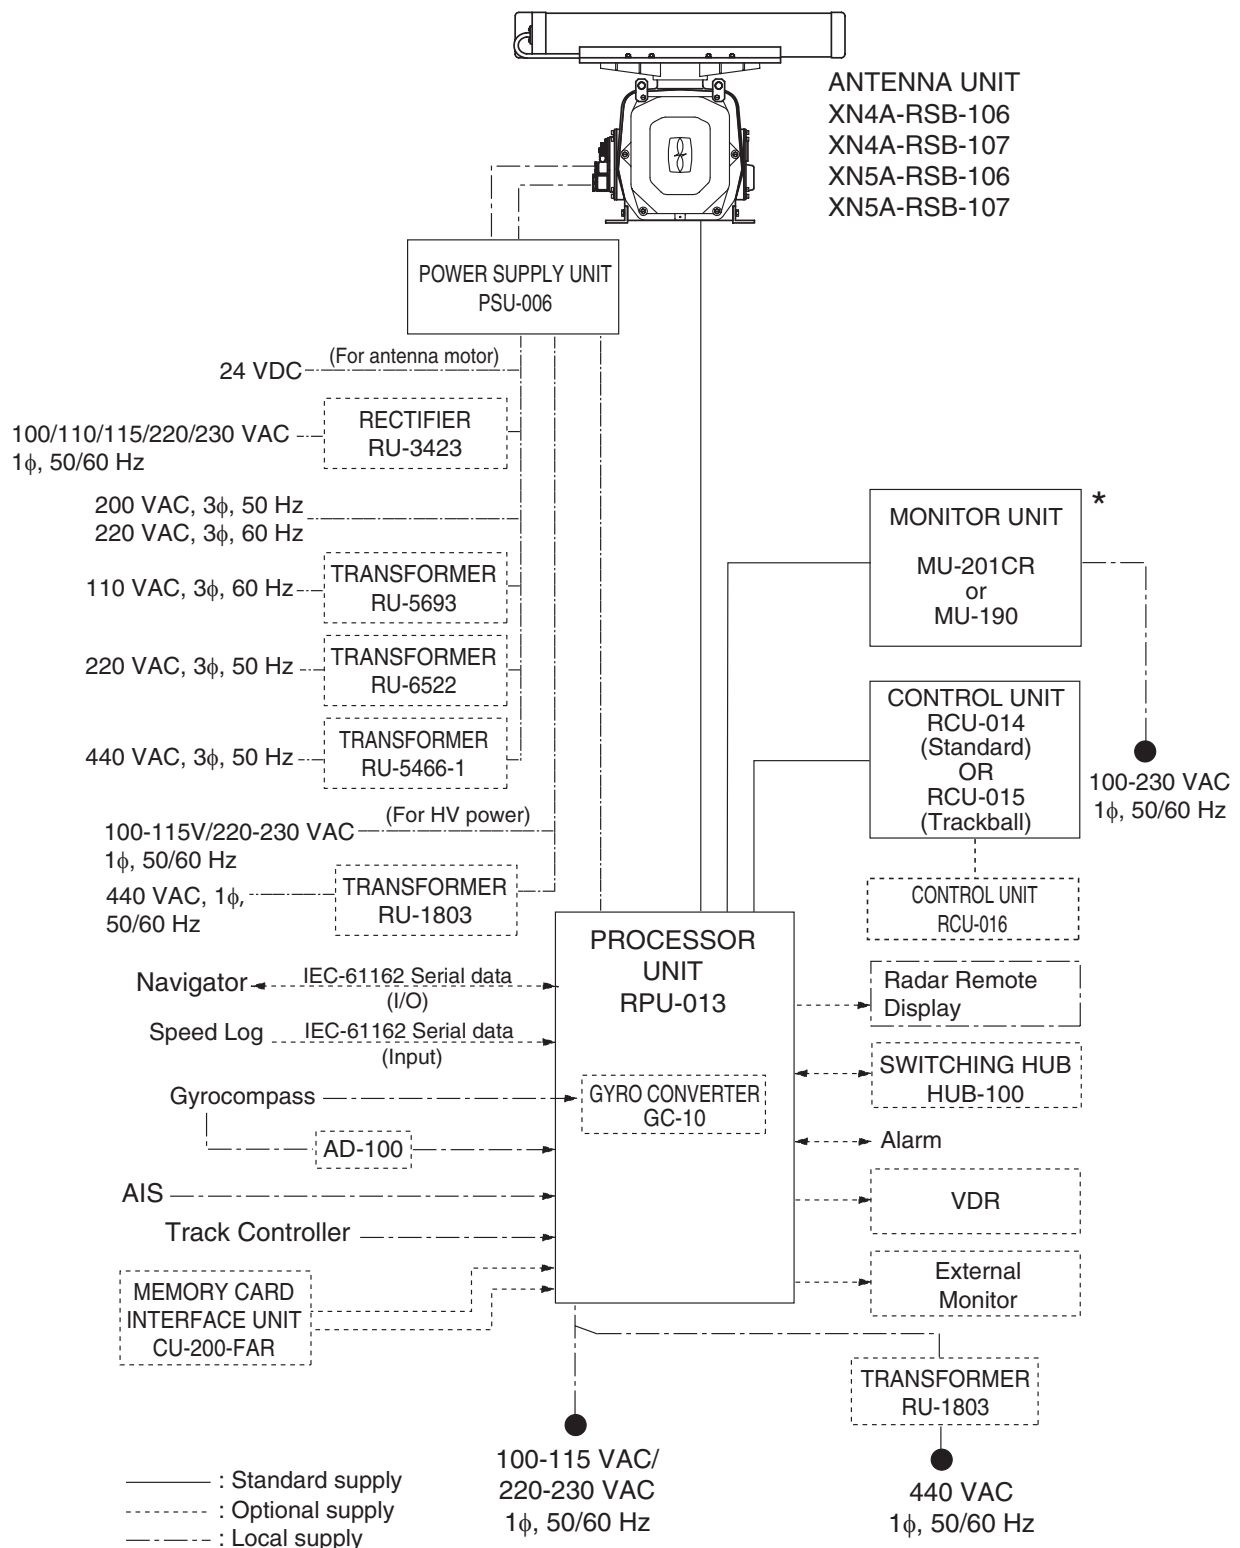 ANTENNA UNIT
XN4A-RSB-106
XN4A-RSB-107
XN5A-RSB-106
XN5A-RSB-107
POWER SUPPLY UNIT
PSU-006
(For antenna motor)
24 VDC
RECTIFIER
RU-3423
100/110/115/220/230 VAC
1ϕ, 50/60 Hz
200 VAC, 3ϕ, 50 Hz
220 VAC, 3ϕ, 60 Hz
TRANSFORMER
RU-5693
110 VAC, 3ϕ, 60 Hz
TRANSFORMER
RU-6522
220 VAC, 3ϕ, 50 Hz
TRANSFORMER
RU-5466-1
440 VAC, 3ϕ, 50 Hz
(For HV power)
100-115V/220-230 VAC
1ϕ, 50/60 Hz
440 VAC, 1ϕ,
50/60 Hz
TRANSFORMER
RU-1803
MONITOR UNIT
*
MU-201CR
or
MU-190
CONTROL UNIT
RCU-014
(Standard)
OR
RCU-015
(Trackball)
100-230 VAC
1ϕ, 50/60 Hz
CONTROL UNIT
RCU-016
PROCESSOR
UNIT
RPU-013
Navigator
IEC-61162 Serial data
(I/O)
Speed Log
IEC-61162 Serial data
(Input)
Gyrocompass
GYRO CONVERTER
GC-10
AD-100
AIS
Track Controller
MEMORY CARD
INTERFACE UNIT
CU-200-FAR
Radar Remote
Display
SWITCHING HUB
HUB-100
Alarm
VDR
External
Monitor
TRANSFORMER
RU-1803
100-115 VAC/
220-230 VAC
1ϕ, 50/60 Hz
440 VAC
1ϕ, 50/60 Hz
: Standard supply
: Optional supply
: Local supply